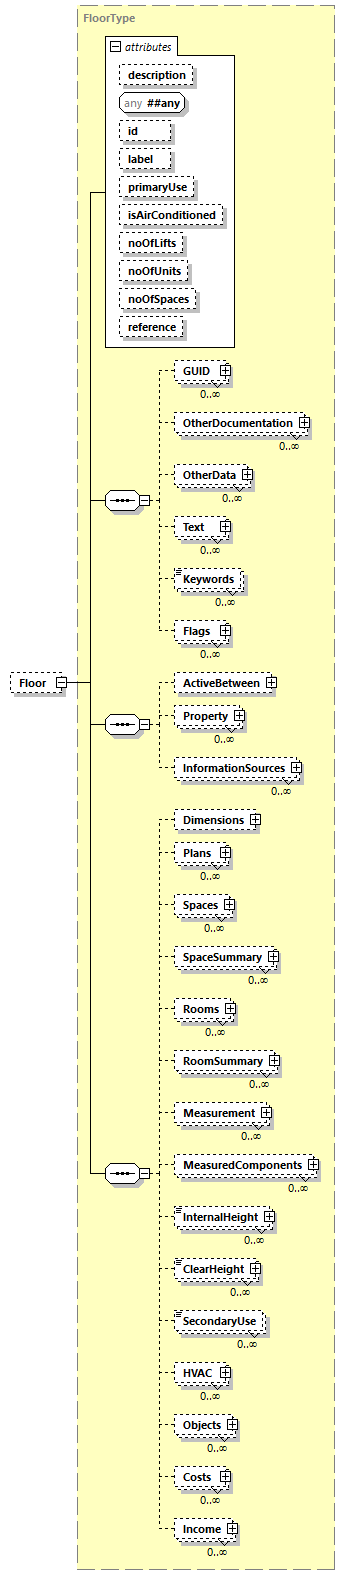 FloorType
attributes
description
any ##any
id
label
primaryUse
isAirConditioned
noOfLifts
noOfUnits
noOfSpaces
reference
GUID
0..∞
OtherDocumentation
0..∞
OtherData
0..∞
Text
0..∞
Keywords
0..∞
Flags
0..∞
Floor
ActiveBetween
Property
0..∞
InformationSources
0..∞
Dimensions
Plans
0..∞
Spaces
0..∞
SpaceSummary
0..∞
Rooms
0..∞
RoomSummary
0..∞
Measurement
0..∞
MeasuredComponents
0..∞
InternalHeight
0..∞
ClearHeight
0..∞
SecondaryUse
0..∞
HVAC
0..∞
Objects
0..∞
Costs
0..∞
Income
0..∞